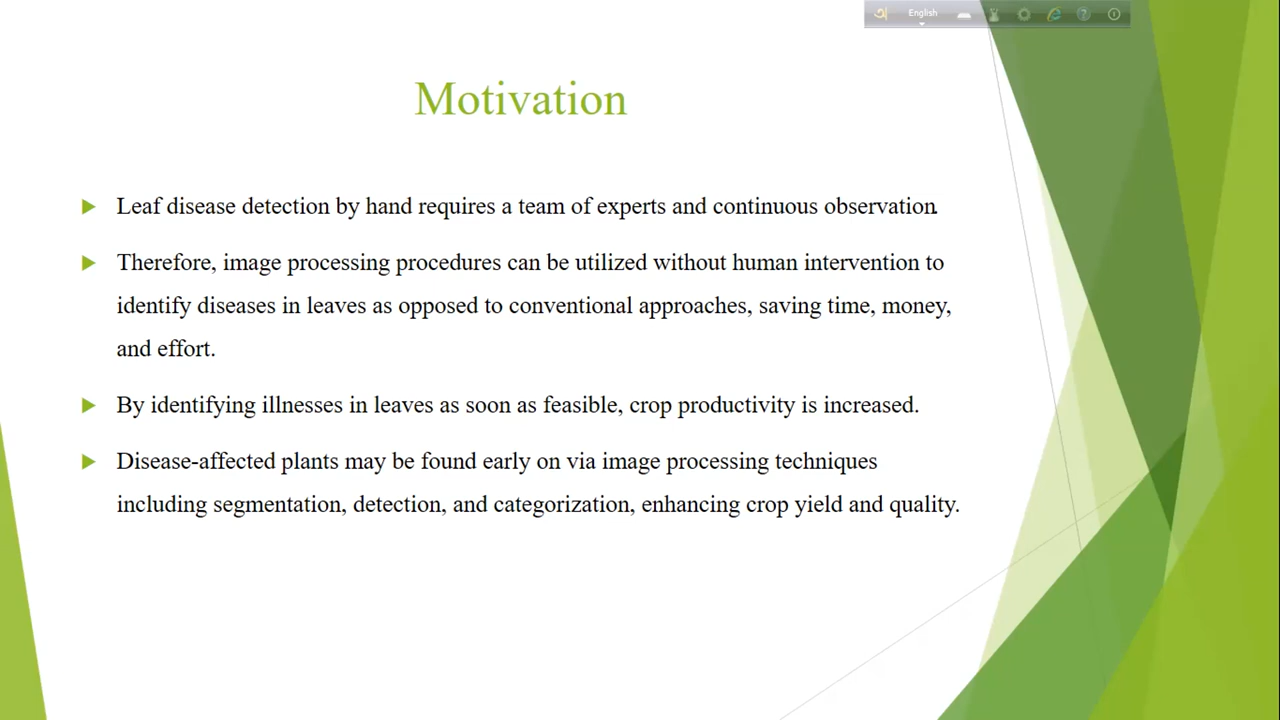 অ English
Motivation
Leaf disease detection by hand requires a team of experts and continuous observation.
Therefore, image processing procedures can be utilized without human intervention to
identify diseases in leaves as opposed to conventional approaches, saving time, money,
and effort.
By identifying illnesses in leaves as soon as feasible, crop productivity is increased.
Disease-affected plants may be found early on via image processing techniques
including segmentation, detection, and categorization, enhancing crop yield and quality.